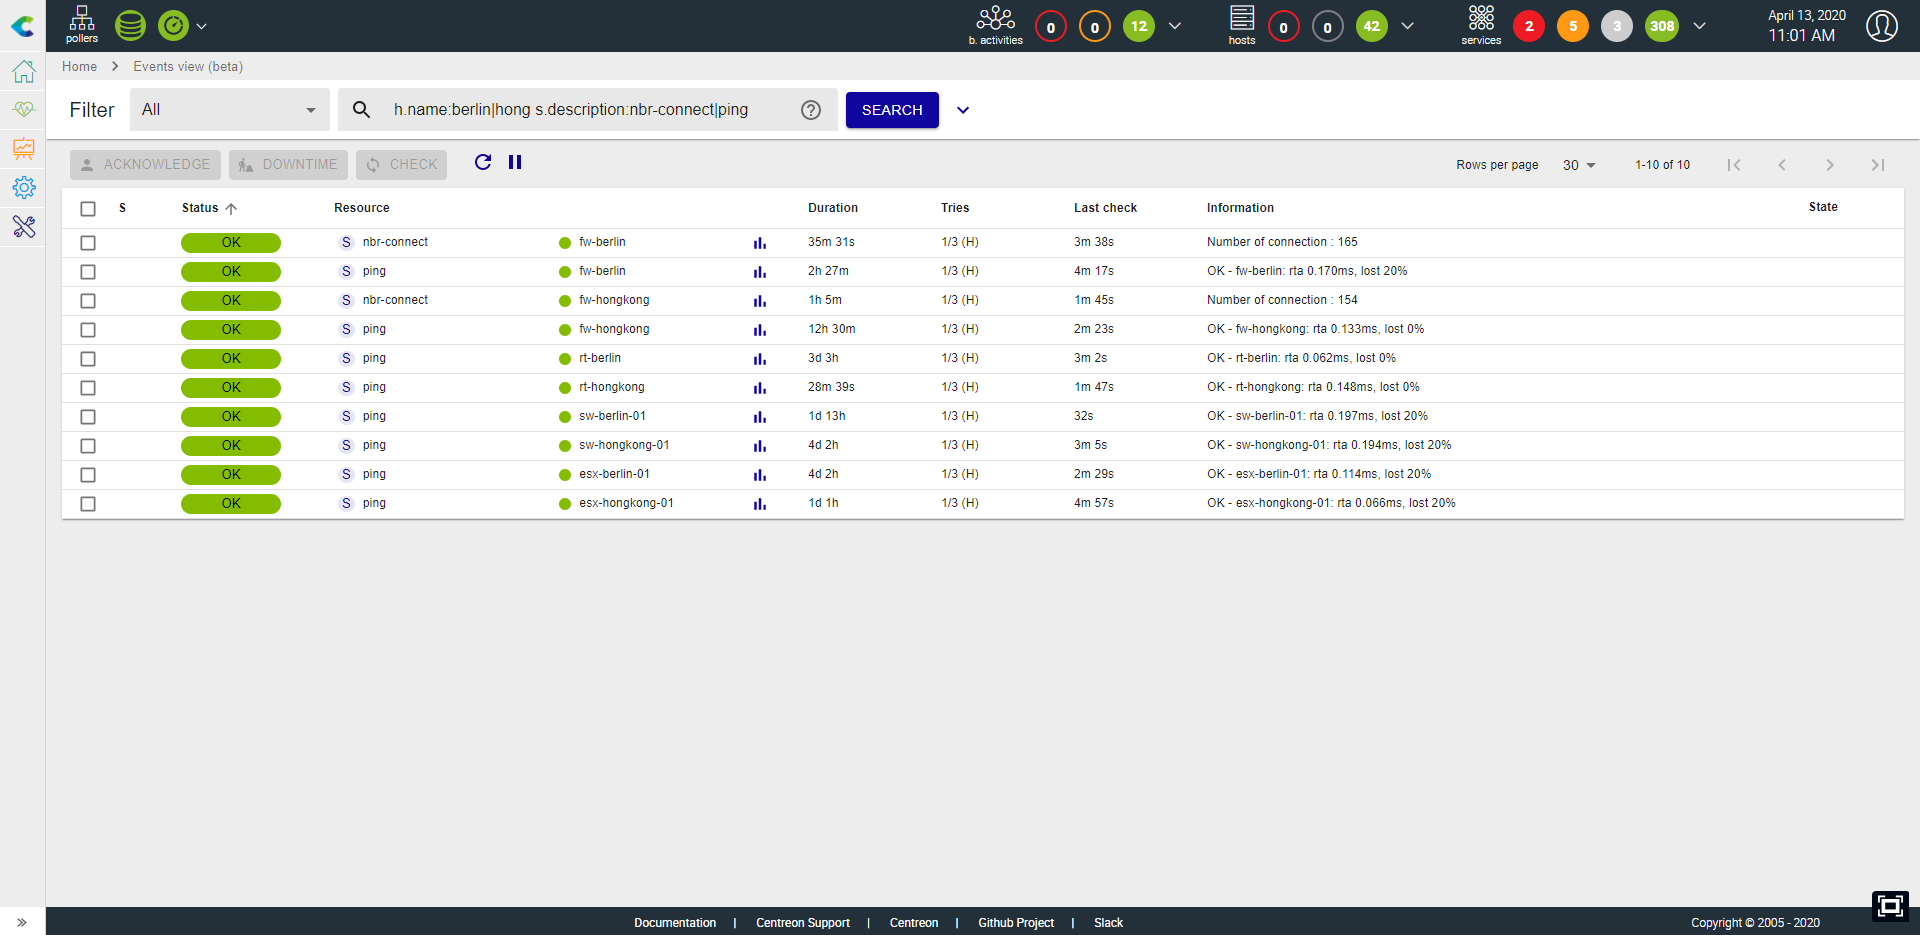 pollers
b. activities 0 0 12
hosts 0 0 42
services 2 5 3 308
April 13, 2020
11:01 AM
Home Events view (beta)
Filter All h.name:berlin|hong s.description:nbr-connect|ping SEARCH
ACKNOWLEDGE DOWNTIME CHECK Rows per page 30 1-10 of 10
S Status Resource Duration Tries Last check Information State
OK S nbr-connect fw-berlin 35m 31s 1/3 (H) 3m 38s Number of connection : 165
OK S ping fw-berlin 2h 27m 1/3 (H) 4m 17s OK - fw-berlin: rta 0.170ms, lost 20%
OK S nbr-connect fw-hongkong 1h 5m 1/3 (H) 1m 45s Number of connection : 154
OK S ping fw-hongkong 12h 30m 1/3 (H) 2m 23s OK - fw-hongkong: rta 0.133ms, lost 0%
OK S ping rt-berlin 3d 3h 1/3 (H) 3m 2s OK - rt-berlin: rta 0.062ms, lost 0%
OK S ping rt-hongkong 28m 39s 1/3 (H) 1m 47s OK - rt-hongkong: rta 0.148ms, lost 0%
OK S ping sw-berlin-01 1d 13h 1/3 (H) 32s OK - sw-berlin-01: rta 0.197ms, lost 20%
OK S ping sw-hongkong-01 4d 2h 1/3 (H) 3m 5s OK - sw-hongkong-01: rta 0.194ms, lost 20%
OK S ping esx-berlin-01 4d 2h 1/3 (H) 2m 29s OK - esx-berlin-01: rta 0.114ms, lost 20%
OK S ping esx-hongkong-01 1d 1h 1/3 (H) 4m 57s OK - esx-hongkong-01: rta 0.066ms, lost 20%
Documentation | Centreon Support | Centreon | Github Project | Slack Copyright © 2005 - 2020